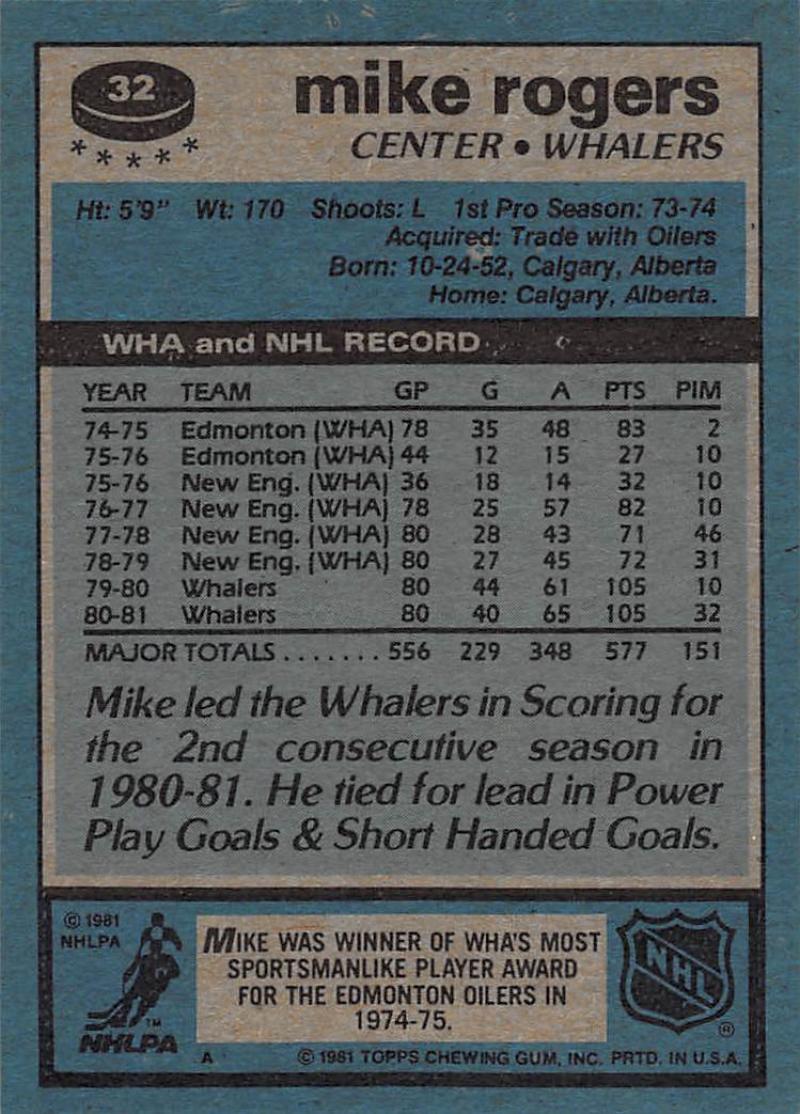 32
mike rogers
* * * * *
CENTER • WHALERS
Ht: 5'9" Wt: 170 Shoots: L 1st Pro Season: 73-74
Acquired: Trade with Oilers
Born: 10-24-52, Calgary, Alberta
Home: Calgary, Alberta.
WHA and NHL RECORD
YEAR TEAM GP G A PTS PIM
74-75 Edmonton (WHA) 78 35 48 83 2
75-76 Edmonton (WHA) 44 12 15 27 10
75-76 New Eng. (WHA) 36 18 14 32 10
76-77 New Eng. (WHA) 78 25 57 82 10
77-78 New Eng. (WHA) 80 28 43 71 46
78-79 New Eng. (WHA) 80 27 45 72 31
79-80 Whalers 80 44 61 105 10
80-81 Whalers 80 40 65 105 32
MAJOR TOTALS....... 556 229 348 577 151
Mike led the Whalers in Scoring for
the 2nd consecutive season in
1980-81. He tied for lead in Power
Play Goals & Short Handed Goals.
© 1981
NHLPA
TM
NHLPA
MIKE WAS WINNER OF WHA'S MOST
SPORTSMANLIKE PLAYER AWARD
FOR THE EDMONTON OILERS IN
1974-75.
NHL
®
A © 1981 TOPPS CHEWING GUM, INC. PRTD. IN U.S.A.